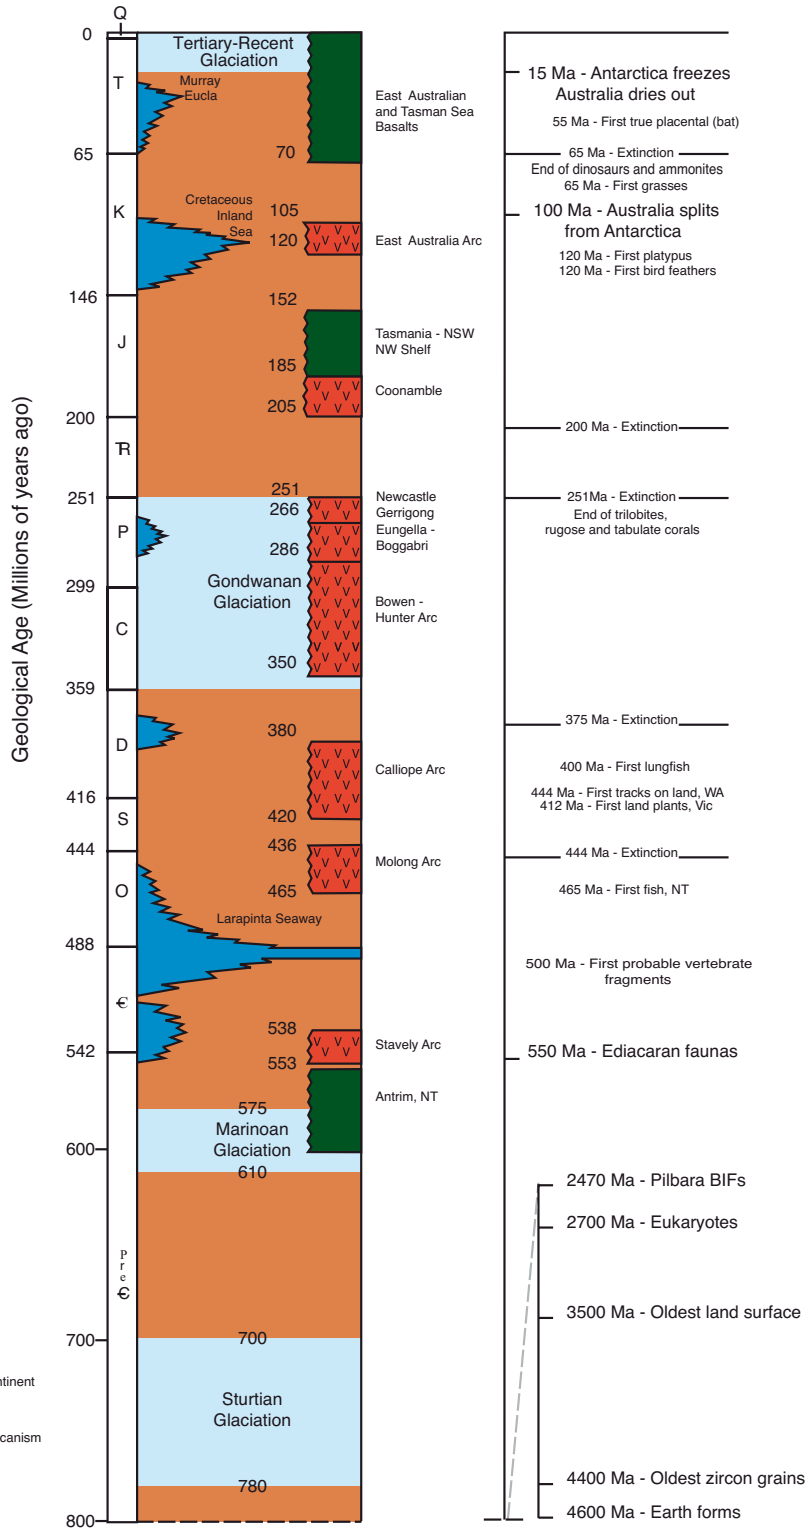 Geological Age (Millions of years ago)
Q
0
T
65
K
146
J
200
TR
251
P
299
C
359
D
416
S
444
O
488
Є
542
600
Pre
Є
700
800
Tertiary-Recent
Glaciation
Murray
Eucla
70
Cretaceous
Inland
Sea
105
120
152
185
205
251
266
286
Gondwanan
Glaciation
350
380
420
436
465
Larapinta Seaway
538
553
575
Marinoan
Glaciation
610
700
Sturtian
Glaciation
780
East Australian
and Tasman Sea
Basalts
East Australia Arc
Tasmania - NSW
NW Shelf
Coonamble
Newcastle
Gerrigong
Eungella -
Boggabri
Bowen -
Hunter Arc
Calliope Arc
Molong Arc
Stavely Arc
Antrim, NT
15 Ma - Antarctica freezes
Australia dries out
55 Ma - First true placental (bat)
65 Ma - Extinction
End of dinosaurs and ammonites
65 Ma - First grasses
100 Ma - Australia splits
from Antarctica
120 Ma - First platypus
120 Ma - First bird feathers
200 Ma - Extinction
251Ma - Extinction
End of trilobites,
rugose and tabulate corals
375 Ma - Extinction
400 Ma - First lungfish
444 Ma - First tracks on land, WA
412 Ma - First land plants, Vic
444 Ma - Extinction
465 Ma - First fish, NT
500 Ma - First probable vertebrate
fragments
550 Ma - Ediacaran faunas
2470 Ma - Pilbara BIFs
2700 Ma - Eukaryotes
3500 Ma - Oldest land surface
4400 Ma - Oldest zircon grains
4600 Ma - Earth forms